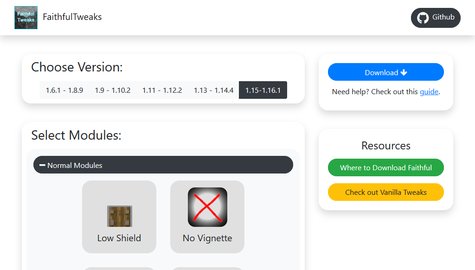 Faithful Tweaks
FaithfulTweaks
Github
Choose Version:
1.6.1 - 1.8.9
1.9 - 1.10.2
1.11 - 1.12.2
1.13 - 1.14.4
1.15-1.16.1
Download
Need help? Check out this guide.
Select Modules:
Normal Modules
Low Shield
No Vignette
Resources
Where to Download Faithful
Check out Vanilla Tweaks